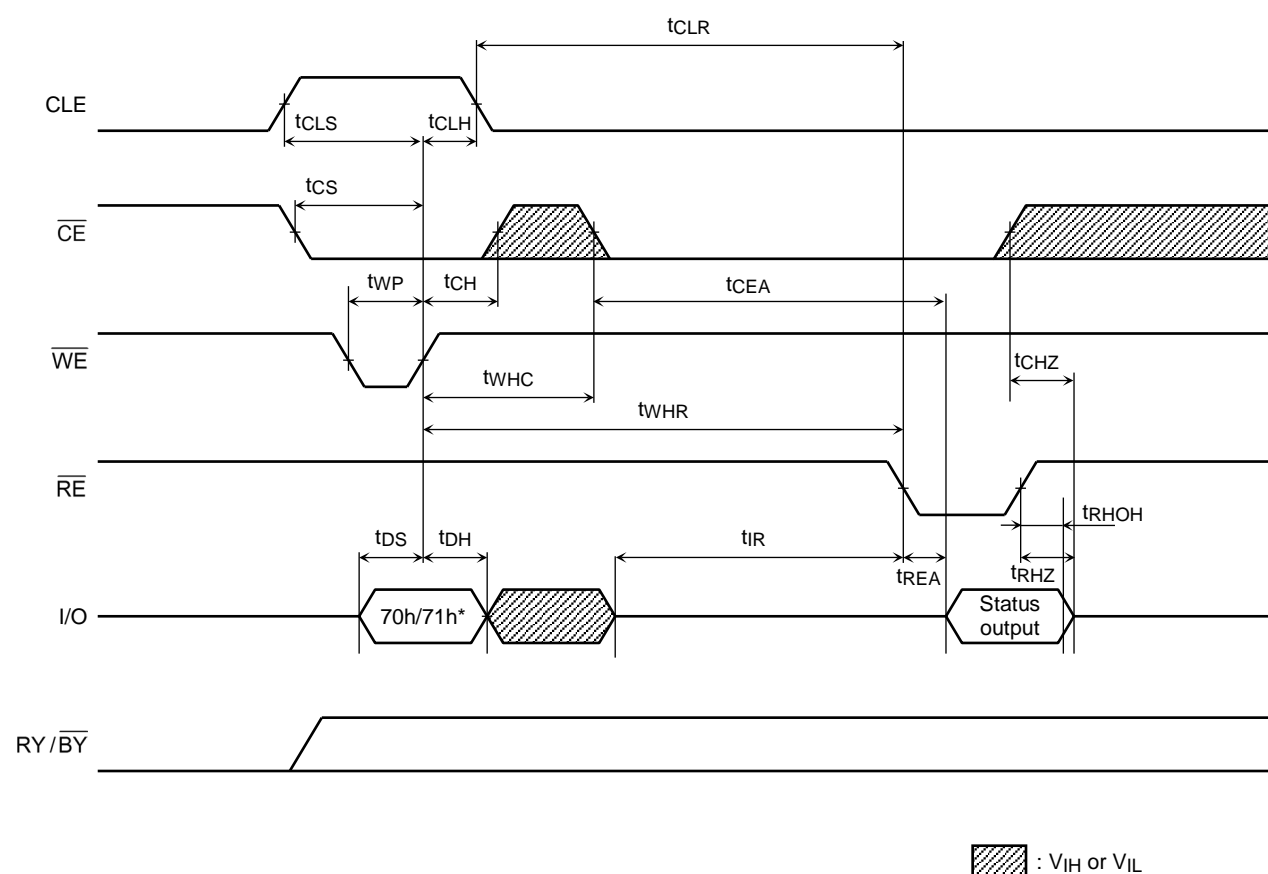 tCLR
CLE
tCLS
tCLH
tCS
CE
tWP
tCH
tCEA
WE
tWHC
tCHZ
tWHR
RE
tRHOH
tDS
tDH
tIR
tREA
tRHZ
I/O
70h/71h*
Status
output
RY/BY
: VIH or VIL